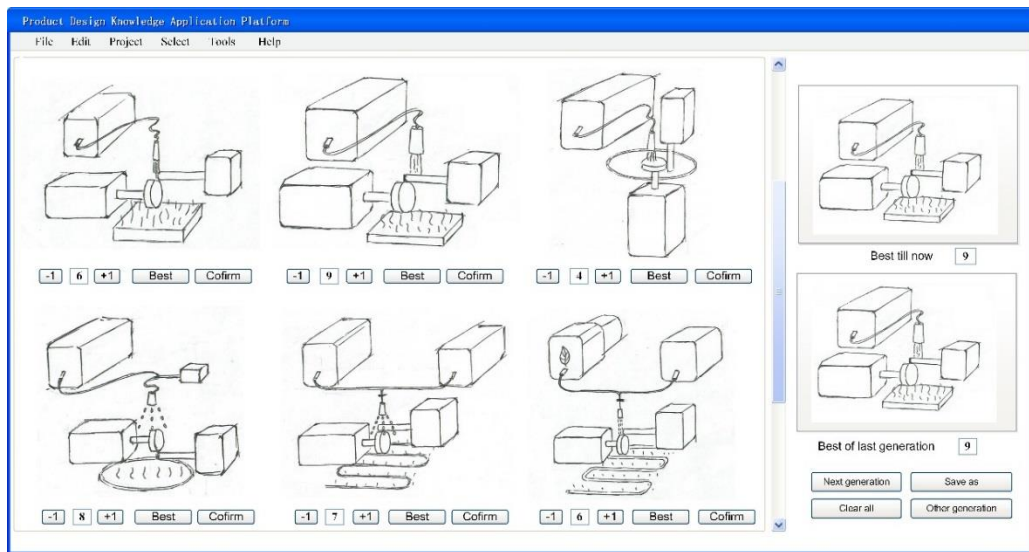 Product Design Knowledge Application Platform
File Edit Project Select Tools Help
-1 6 +1 Best Cofirm -1 9 +1 Best Cofirm -1 4 +1 Best Cofirm
Best till now 9
-1 8 +1 Best Cofirm -1 7 +1 Best Cofirm -1 6 +1 Best Cofirm
Best of last generation 9
Next generation Save as
Clear all Other generation